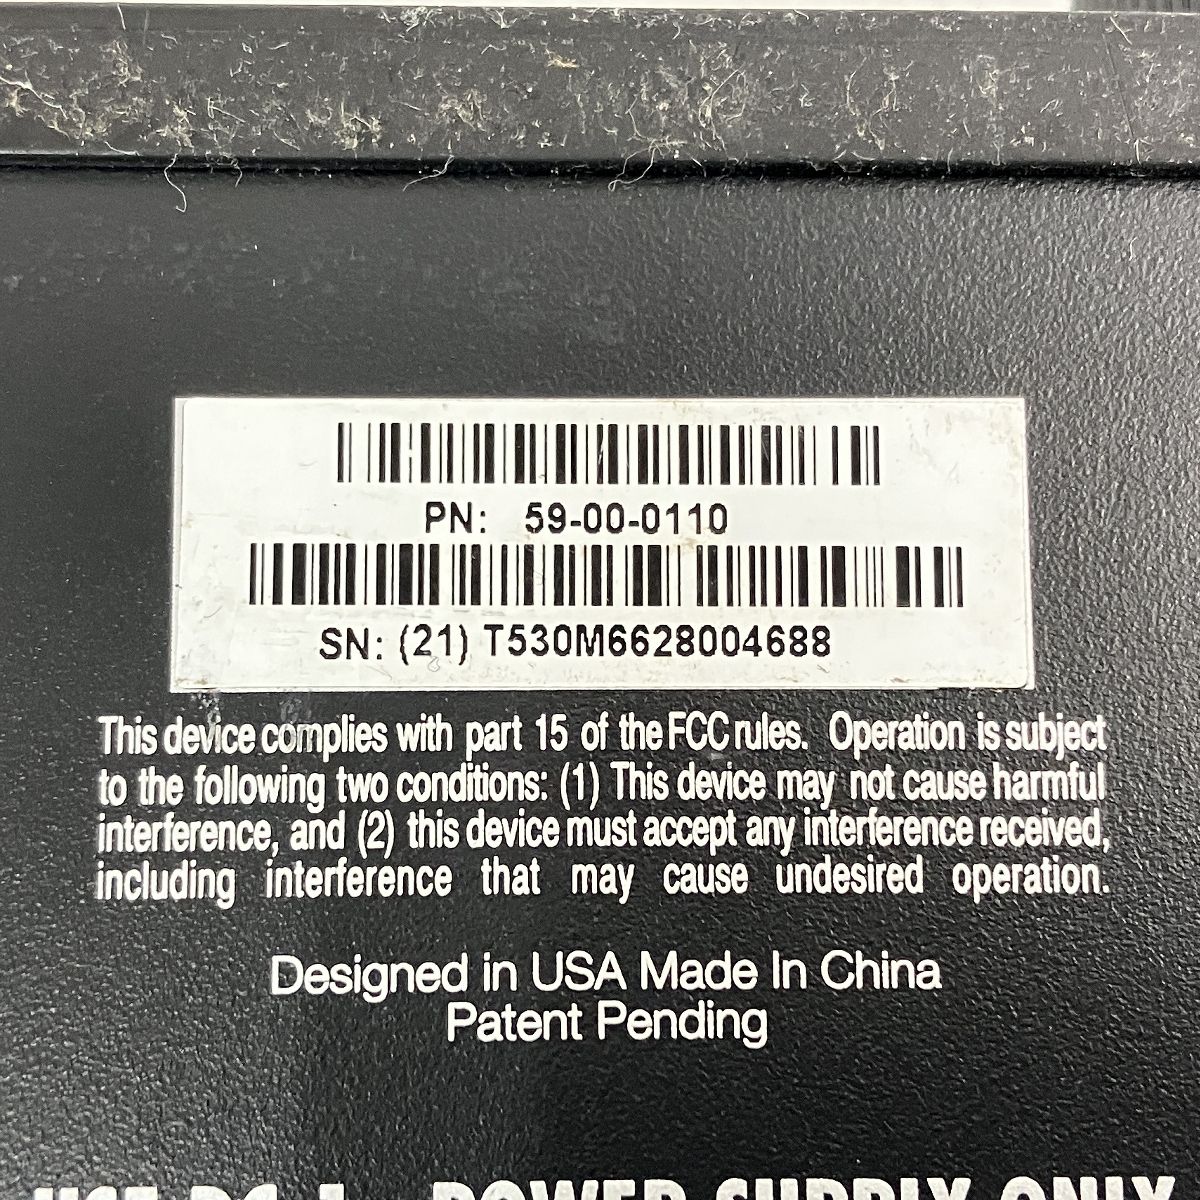 PN: 59-00-0110
SN: (21) T530M6628004688
This device complies with part 15 of the FCC rules. Operation is subject
to the following two conditions: (1) This device may not cause harmful
interference, and (2) this device must accept any interference received,
including interference that may cause undesired operation.
Designed in USA Made In China
Patent Pending
POWER SUPPLY ONLY